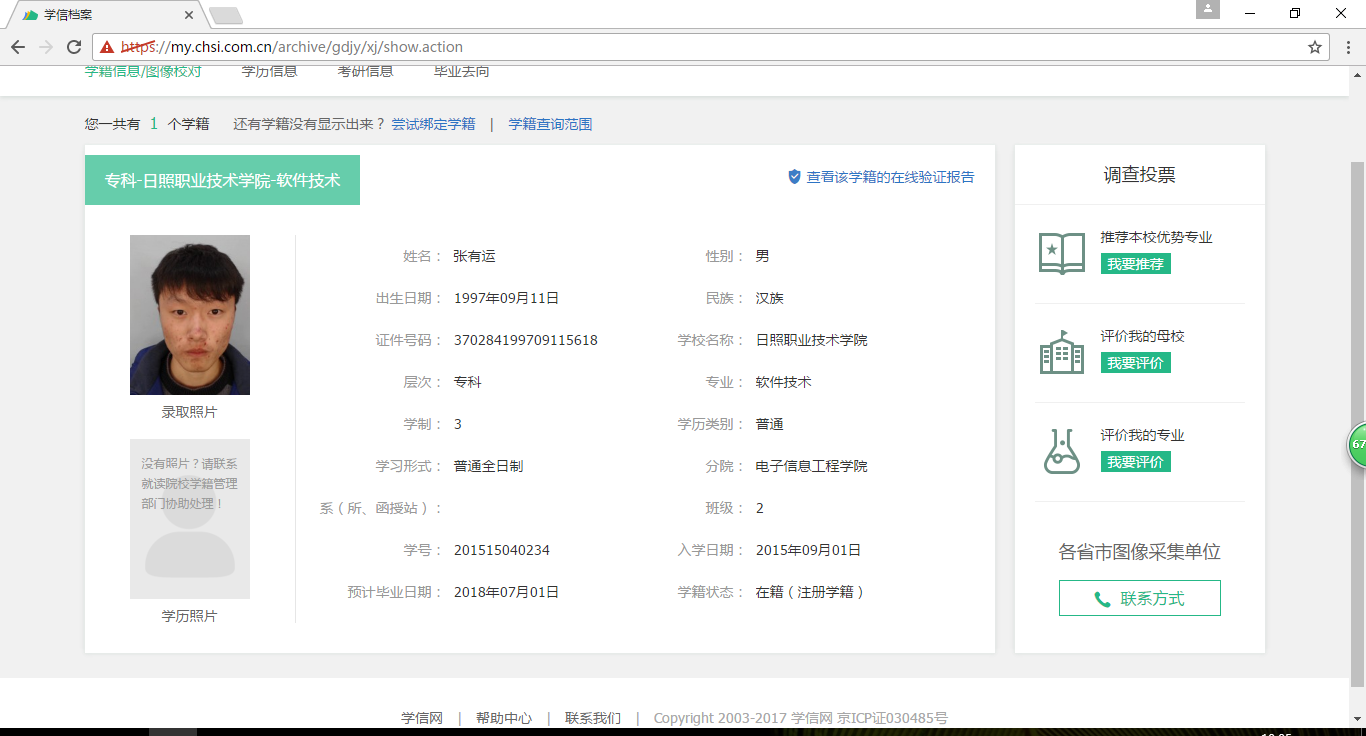 学信档案
https://my.chsi.com.cn/archive/gdjy/xj/show.action
学籍信息/图像校对 学历信息 考研信息 毕业去向
您一共有 1 个学籍 还有学籍没有显示出来？ 尝试绑定学籍 | 学籍查询范围
专科-日照职业技术学院-软件技术
查看该学籍的在线验证报告
录取照片
没有照片？请联系
就读院校学籍管理
部门协助处理！
学历照片
姓名： 张有运 性别： 男
出生日期： 1997年09月11日 民族： 汉族
证件号码： 370284199709115618 学校名称： 日照职业技术学院
层次： 专科 专业： 软件技术
学制： 3 学历类别： 普通
学习形式： 普通全日制 分院： 电子信息工程学院
系（所、函授站）： 班级： 2
学号： 201515040234 入学日期： 2015年09月01日
预计毕业日期： 2018年07月01日 学籍状态： 在籍（注册学籍）
调查投票
推荐本校优势专业
我要推荐
评价我的母校
我要评价
评价我的专业
我要评价
各省市图像采集单位
联系方式
67
学信网 | 帮助中心 | 联系我们 | Copyright 2003-2017 学信网 京ICP证030485号